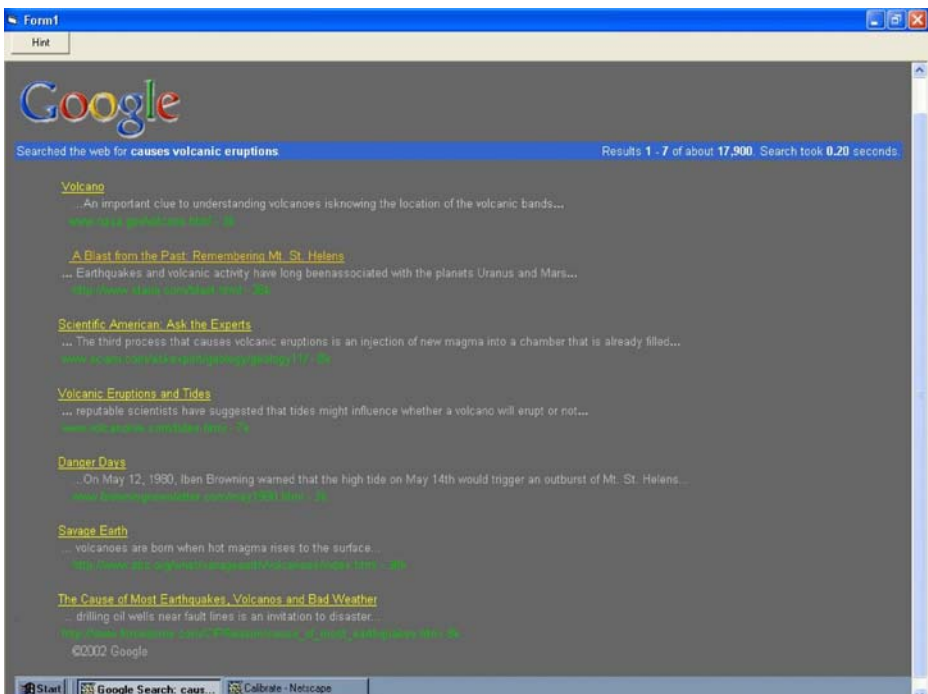 Form1
Hint
Google
Searched the web for causes volcanic eruptions. Results 1 - 7 of about 17,900. Search took 0.20 seconds.
Volcano
...An important clue to understanding volcanoes isknowing the location of the volcanic bands...
A Blast from the Past: Remembering Mt. St. Helens
... Earthquakes and volcanic activity have long beenassociated with the planets Uranus and Mars...
Scientific American: Ask the Experts
... The third process that causes volcanic eruptions is an injection of new magma into a chamber that is already filled...
Volcanic Eruptions and Tides
... reputable scientists have suggested that tides might influence whether a volcano will erupt or not...
Danger Days
...On May 12, 1980, Iben Browning warned that the high tide on May 14th would trigger an outburst of Mt. St. Helens...
Savage Earth
... volcanoes are born when hot magma rises to the surface...
The Cause of Most Earthquakes, Volcanos and Bad Weather
... drilling oil wells near fault lines is an invitation to disaster...
©2002 Google
Start Google Search: caus... Calibrate - Netscape